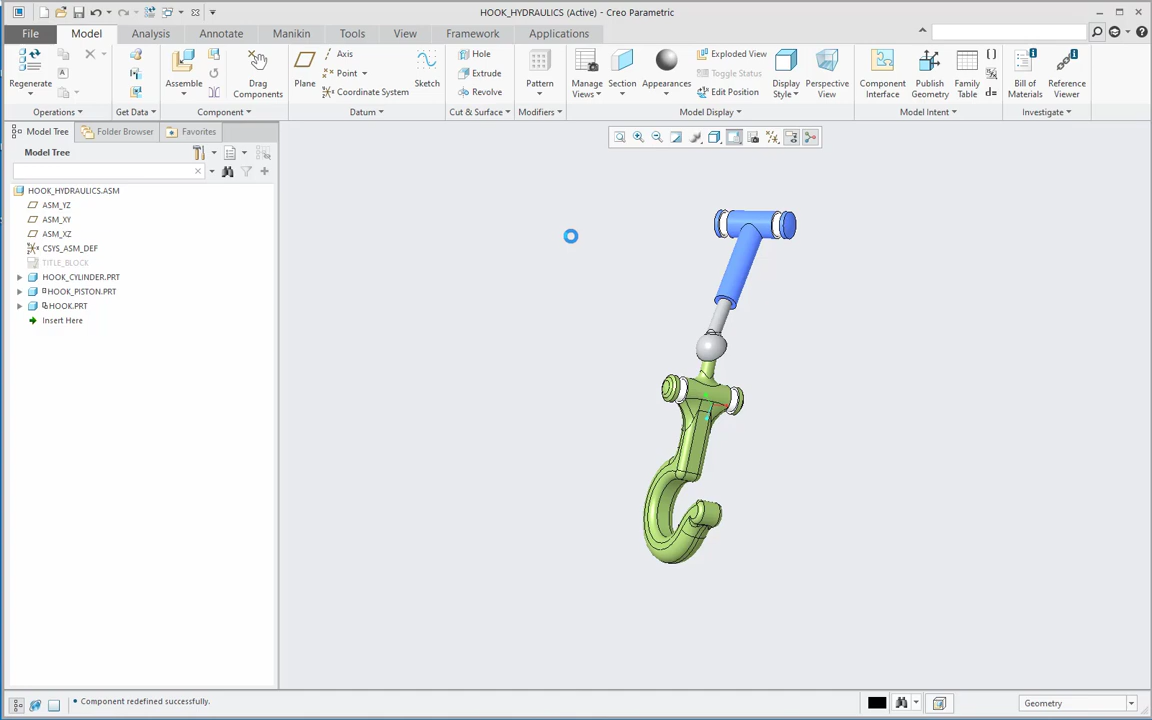 HOOK_HYDRAULICS (Active) - Creo Parametric
File Model Analysis Annotate Manikin Tools View Framework Applications
Regenerate
Assemble
Drag Components
Plane
Axis
Point
Coordinate System
Sketch
Hole
Extrude
Revolve
Pattern
Manage Views
Section
Appearances
Exploded View
Toggle Status
Edit Position
Display Style
Perspective View
Component Interface
Publish Geometry
Family Table
d=
Bill of Materials
Reference Viewer
Operations Get Data Component Datum Cut & Surface Modifiers Model Display Model Intent Investigate
Model Tree Folder Browser Favorites
Model Tree
HOOK_HYDRAULICS.ASM
ASM_YZ
ASM_XY
ASM_XZ
CSYS_ASM_DEF
TITLE_BLOCK
HOOK_CYLINDER.PRT
HOOK_PISTON.PRT
HOOK.PRT
Insert Here
• Component redefined successfully.
Geometry